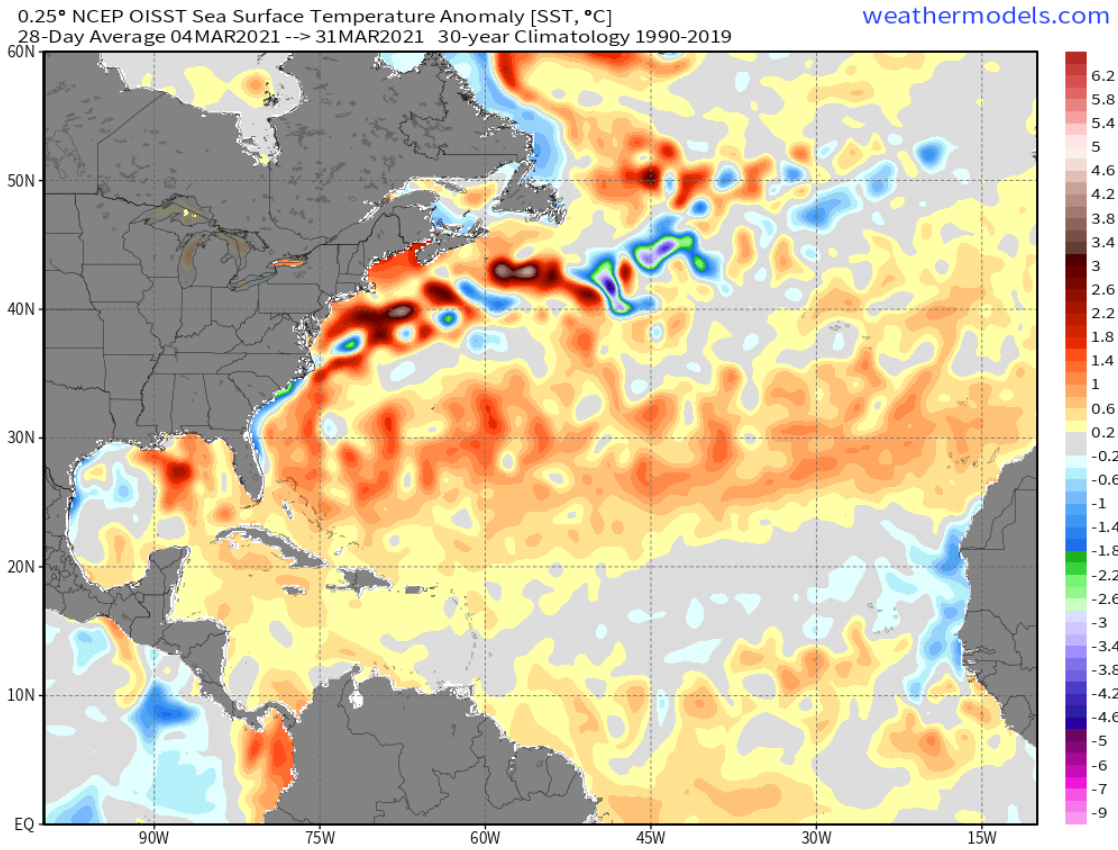 0.25° NCEP OISST Sea Surface Temperature Anomaly [SST, °C]
weathermodels.com
28-Day Average 04MAR2021 --> 31MAR2021 30-year Climatology 1990-2019
60N
50N
40N
30N
20N
10N
EQ
90W
75W
60W
45W
30W
15W
6.2
5.8
5.4
5
4.6
4.2
3.8
3.4
3
2.6
2.2
1.8
1.4
1
0.6
0.2
-0.2
-0.6
-1
-1.4
-1.8
-2.2
-2.6
-3
-3.4
-3.8
-4.2
-4.6
-5
-6
-7
-9